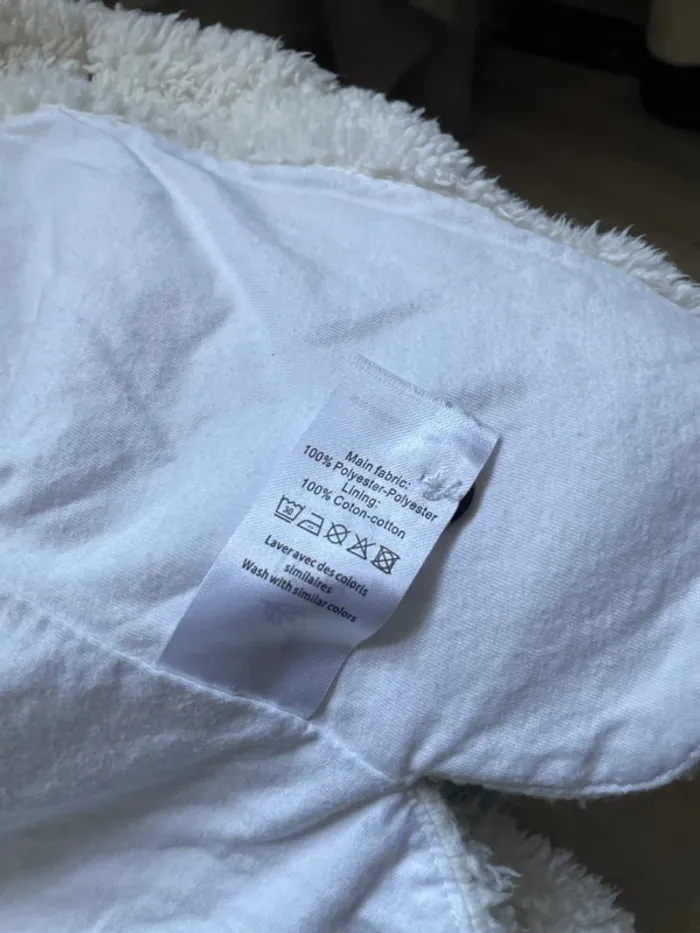 Main fabric:
100% Polyester-Polyester
Lining:
100% Coton-cotton
30
Laver avec des coloris
similaires
Wash with similar colors